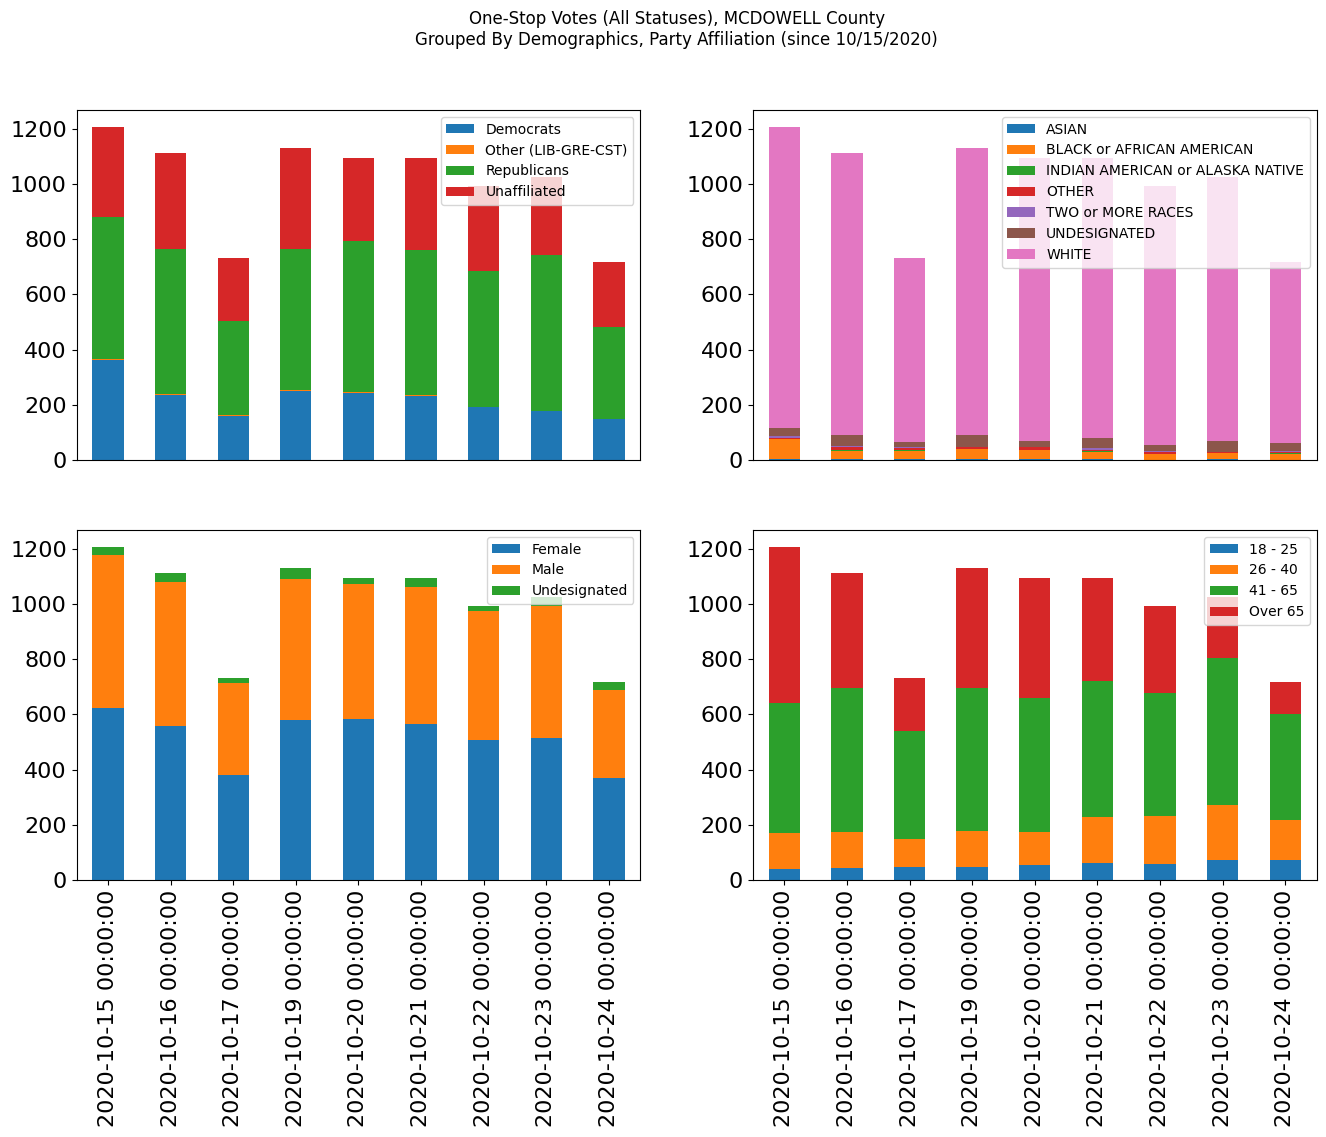 One-Stop Votes (All Statuses), MCDOWELL County
Grouped By Demographics, Party Affiliation (since 10/15/2020)
1200
1000
800
600
400
200
0
Democrats
Other (LIB-GRE-CST)
Republicans
Unaffiliated
1200
1000
800
600
400
200
0
ASIAN
BLACK or AFRICAN AMERICAN
INDIAN AMERICAN or ALASKA NATIVE
OTHER
TWO or MORE RACES
UNDESIGNATED
WHITE
1200
1000
800
600
400
200
0
Female
Male
Undesignated
2020-10-15 00:00:00
2020-10-16 00:00:00
2020-10-17 00:00:00
2020-10-19 00:00:00
2020-10-20 00:00:00
2020-10-21 00:00:00
2020-10-22 00:00:00
2020-10-23 00:00:00
2020-10-24 00:00:00
1200
1000
800
600
400
200
0
18 - 25
26 - 40
41 - 65
Over 65
2020-10-15 00:00:00
2020-10-16 00:00:00
2020-10-17 00:00:00
2020-10-19 00:00:00
2020-10-20 00:00:00
2020-10-21 00:00:00
2020-10-22 00:00:00
2020-10-23 00:00:00
2020-10-24 00:00:00